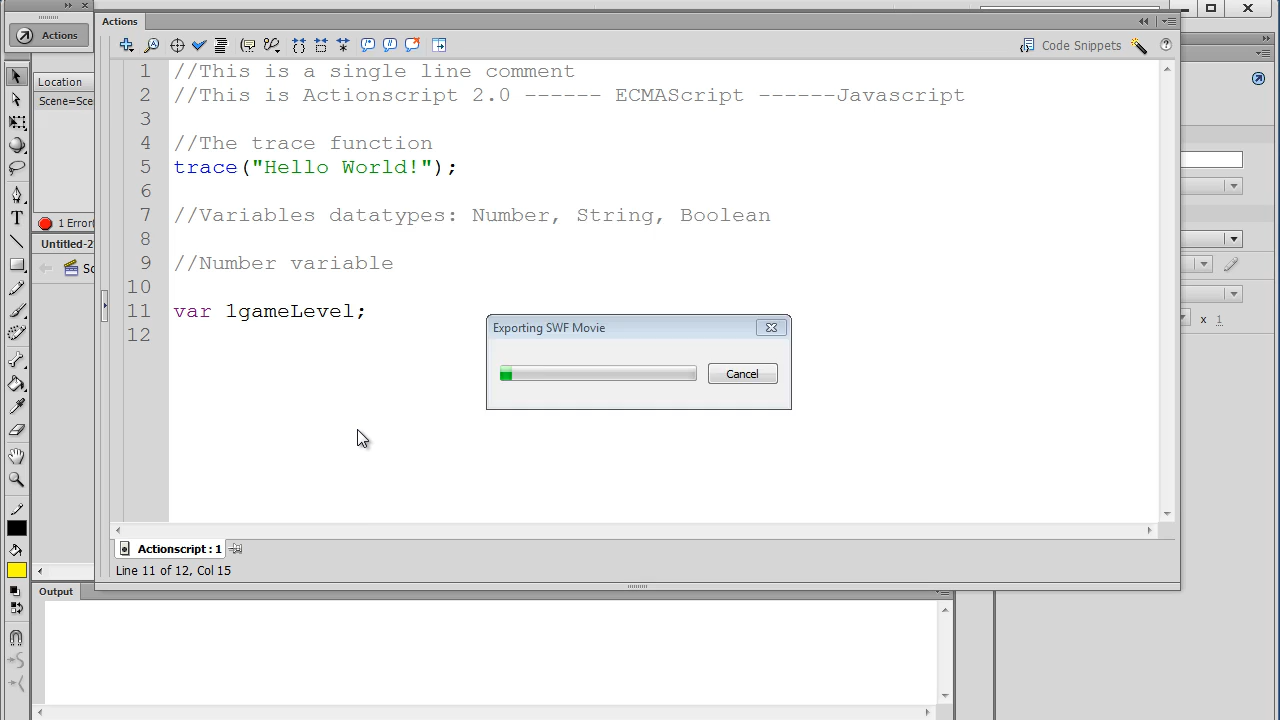 Actions
Actions
Code Snippets
Location
Scene=Sce
1 Error(
Untitled-2
Sc
1 //This is a single line comment
2 //This is Actionscript 2.0 ------ ECMAScript ------Javascript
3
4 //The trace function
5 trace("Hello World!");
6
7 //Variables datatypes: Number, String, Boolean
8
9 //Number variable
10
11 var 1gameLevel;
12
Exporting SWF Movie
Cancel
x 1
Actionscript : 1
Line 11 of 12, Col 15
Output